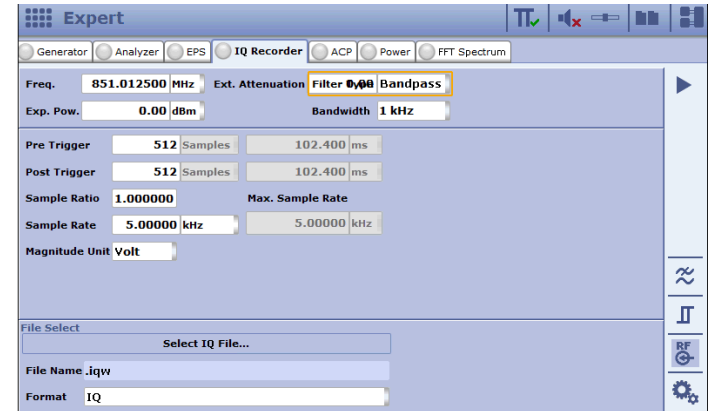 Expert
Generator Analyzer EPS IQ Recorder ACP Power FFT Spectrum
Freq. 851.012500 MHz Ext. Attenuation Filter Type 0.00 Bandpass
Exp. Pow. 0.00 dBm Bandwidth 1 kHz
Pre Trigger 512 Samples 102.400 ms
Post Trigger 512 Samples 102.400 ms
Sample Ratio 1.000000 Max. Sample Rate
Sample Rate 5.00000 kHz 5.00000 kHz
Magnitude Unit Volt
File Select
Select IQ File...
File Name .iqw
Format IQ
RF